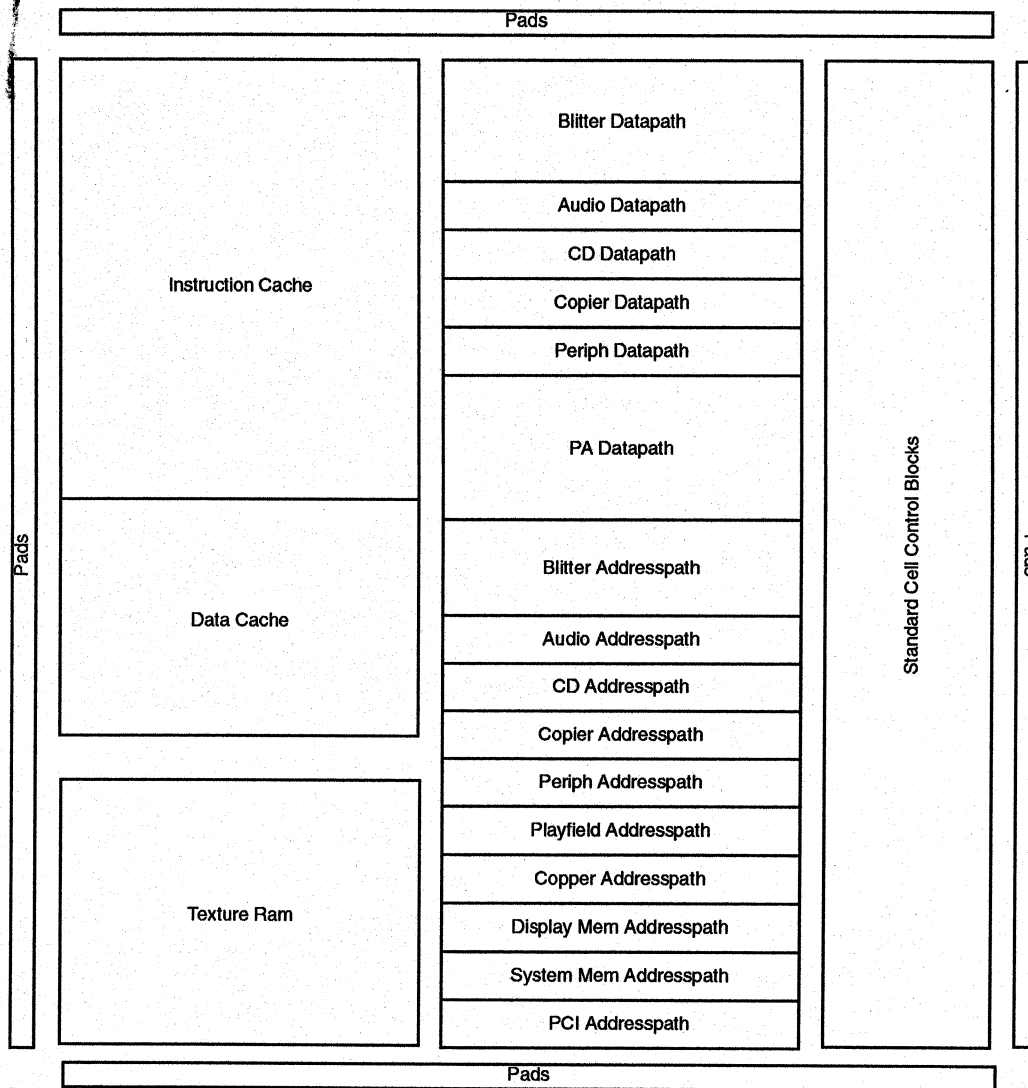 Pads
Pads
Instruction Cache
Data Cache
Texture Ram
Blitter Datapath
Audio Datapath
CD Datapath
Copier Datapath
Periph Datapath
PA Datapath
Blitter Addresspath
Audio Addresspath
CD Addresspath
Copier Addresspath
Periph Addresspath
Playfield Addresspath
Copper Addresspath
Display Mem Addresspath
System Mem Addresspath
PCI Addresspath
Standard Cell Control Blocks
Pads